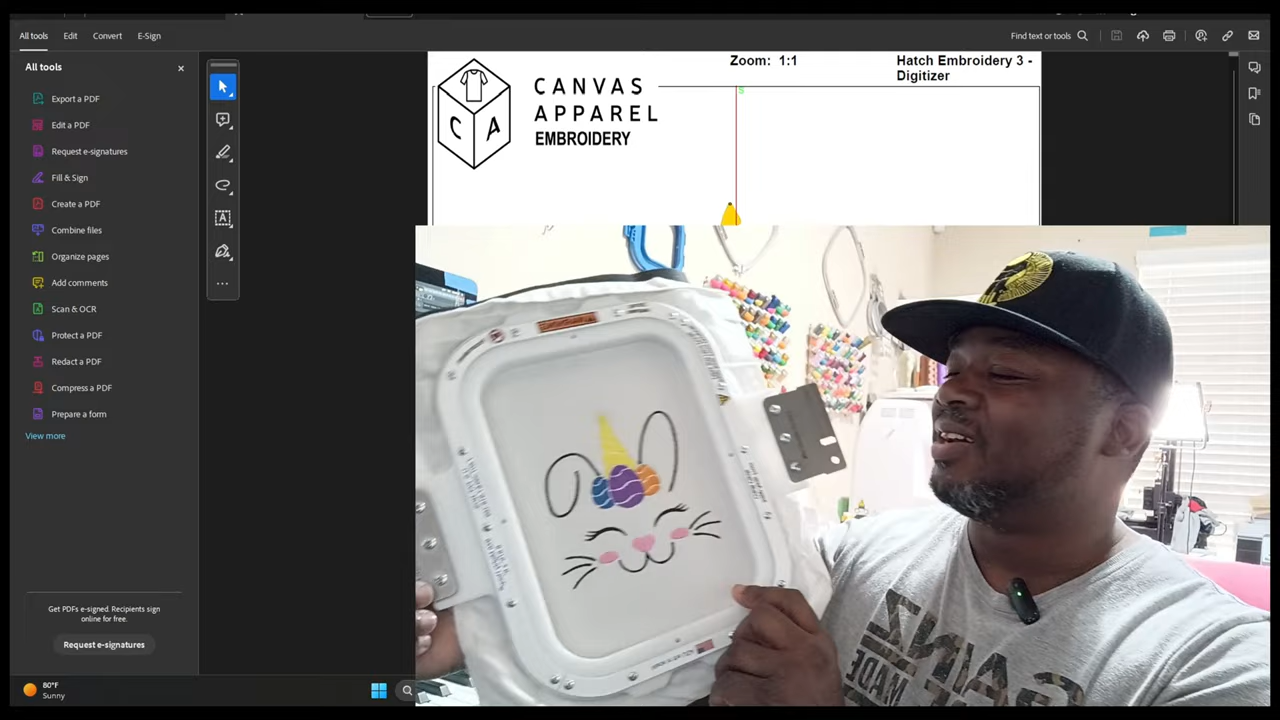 All tools
Edit
Convert
E-Sign
Find text or tools
All tools
Export a PDF
Edit a PDF
Request e-signatures
Fill & Sign
Create a PDF
Combine files
Organize pages
Add comments
Scan & OCR
Protect a PDF
Redact a PDF
Compress a PDF
Prepare a form
View more
Get PDFs e-signed. Recipients sign
online for free.
Request e-signatures
80°F
Sunny
C A
CANVAS
APPAREL
EMBROIDERY
Zoom: 1:1
Hatch Embroidery 3 -
Digitizer
S
MADE